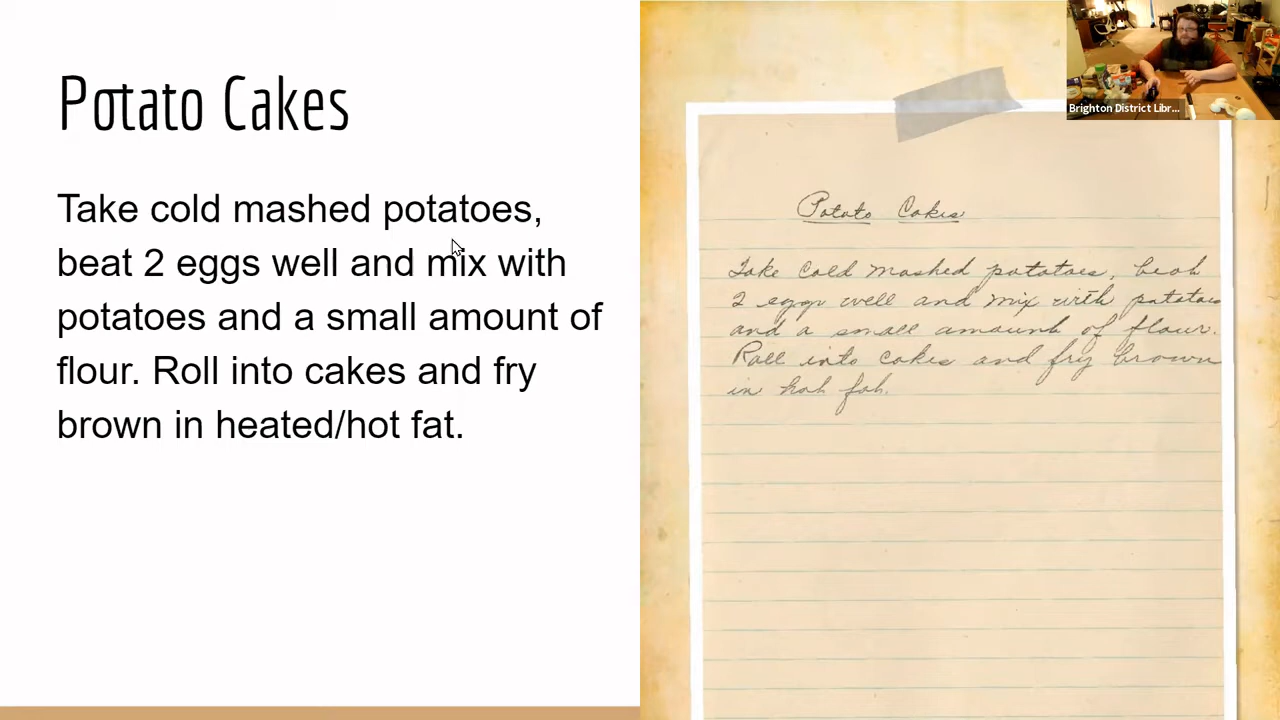 Potato Cakes
Take cold mashed potatoes,
beat 2 eggs well and mix with
potatoes and a small amount of
flour. Roll into cakes and fry
brown in heated/hot fat.
Brighton District Libr...
Potato Cakes
Take cold mashed potatoes, beat
2 eggs well and mix with potatoes
and a small amount of flour.
Roll into cakes and fry brown
in hot fat.